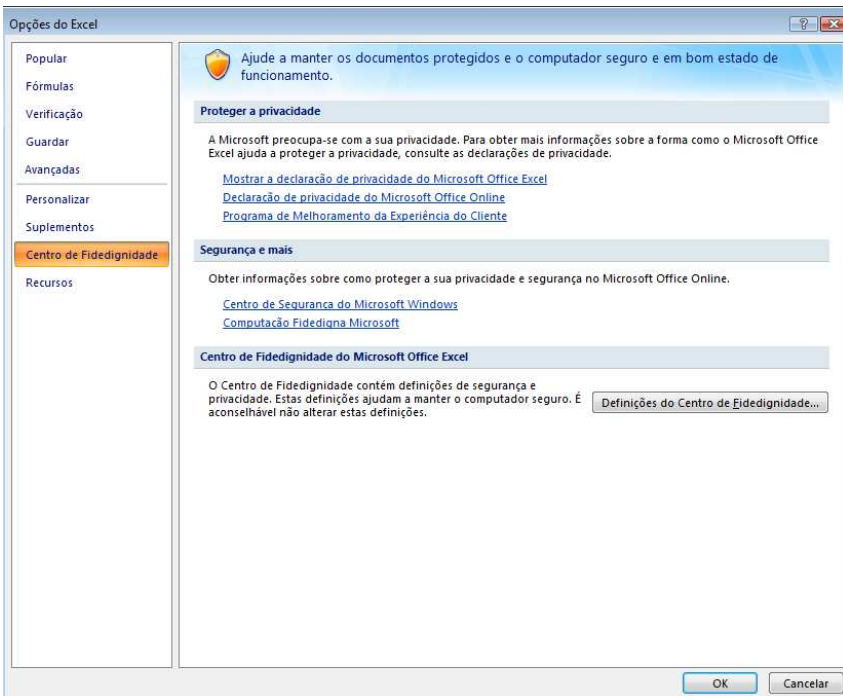 Opções do Excel
Popular
Fórmulas
Verificação
Guardar
Avançadas
Personalizar
Suplementos
Centro de Fidedignidade
Recursos
Ajude a manter os documentos protegidos e o computador seguro e em bom estado de
funcionamento.
Proteger a privacidade
A Microsoft preocupa-se com a sua privacidade. Para obter mais informações sobre a forma como o Microsoft Office
Excel ajuda a proteger a privacidade, consulte as declarações de privacidade.
Mostrar a declaração de privacidade do Microsoft Office Excel
Declaração de privacidade do Microsoft Office Online
Programa de Melhoramento da Experiência do Cliente
Segurança e mais
Obter informações sobre como proteger a sua privacidade e segurança no Microsoft Office Online.
Centro de Segurança do Microsoft Windows
Computação Fidedigna Microsoft
Centro de Fidedignidade do Microsoft Office Excel
O Centro de Fidedignidade contém definições de segurança e
privacidade. Estas definições ajudam a manter o computador seguro. É
aconselhável não alterar estas definições.
Definições do Centro de Fidedignidade...
OK
Cancelar